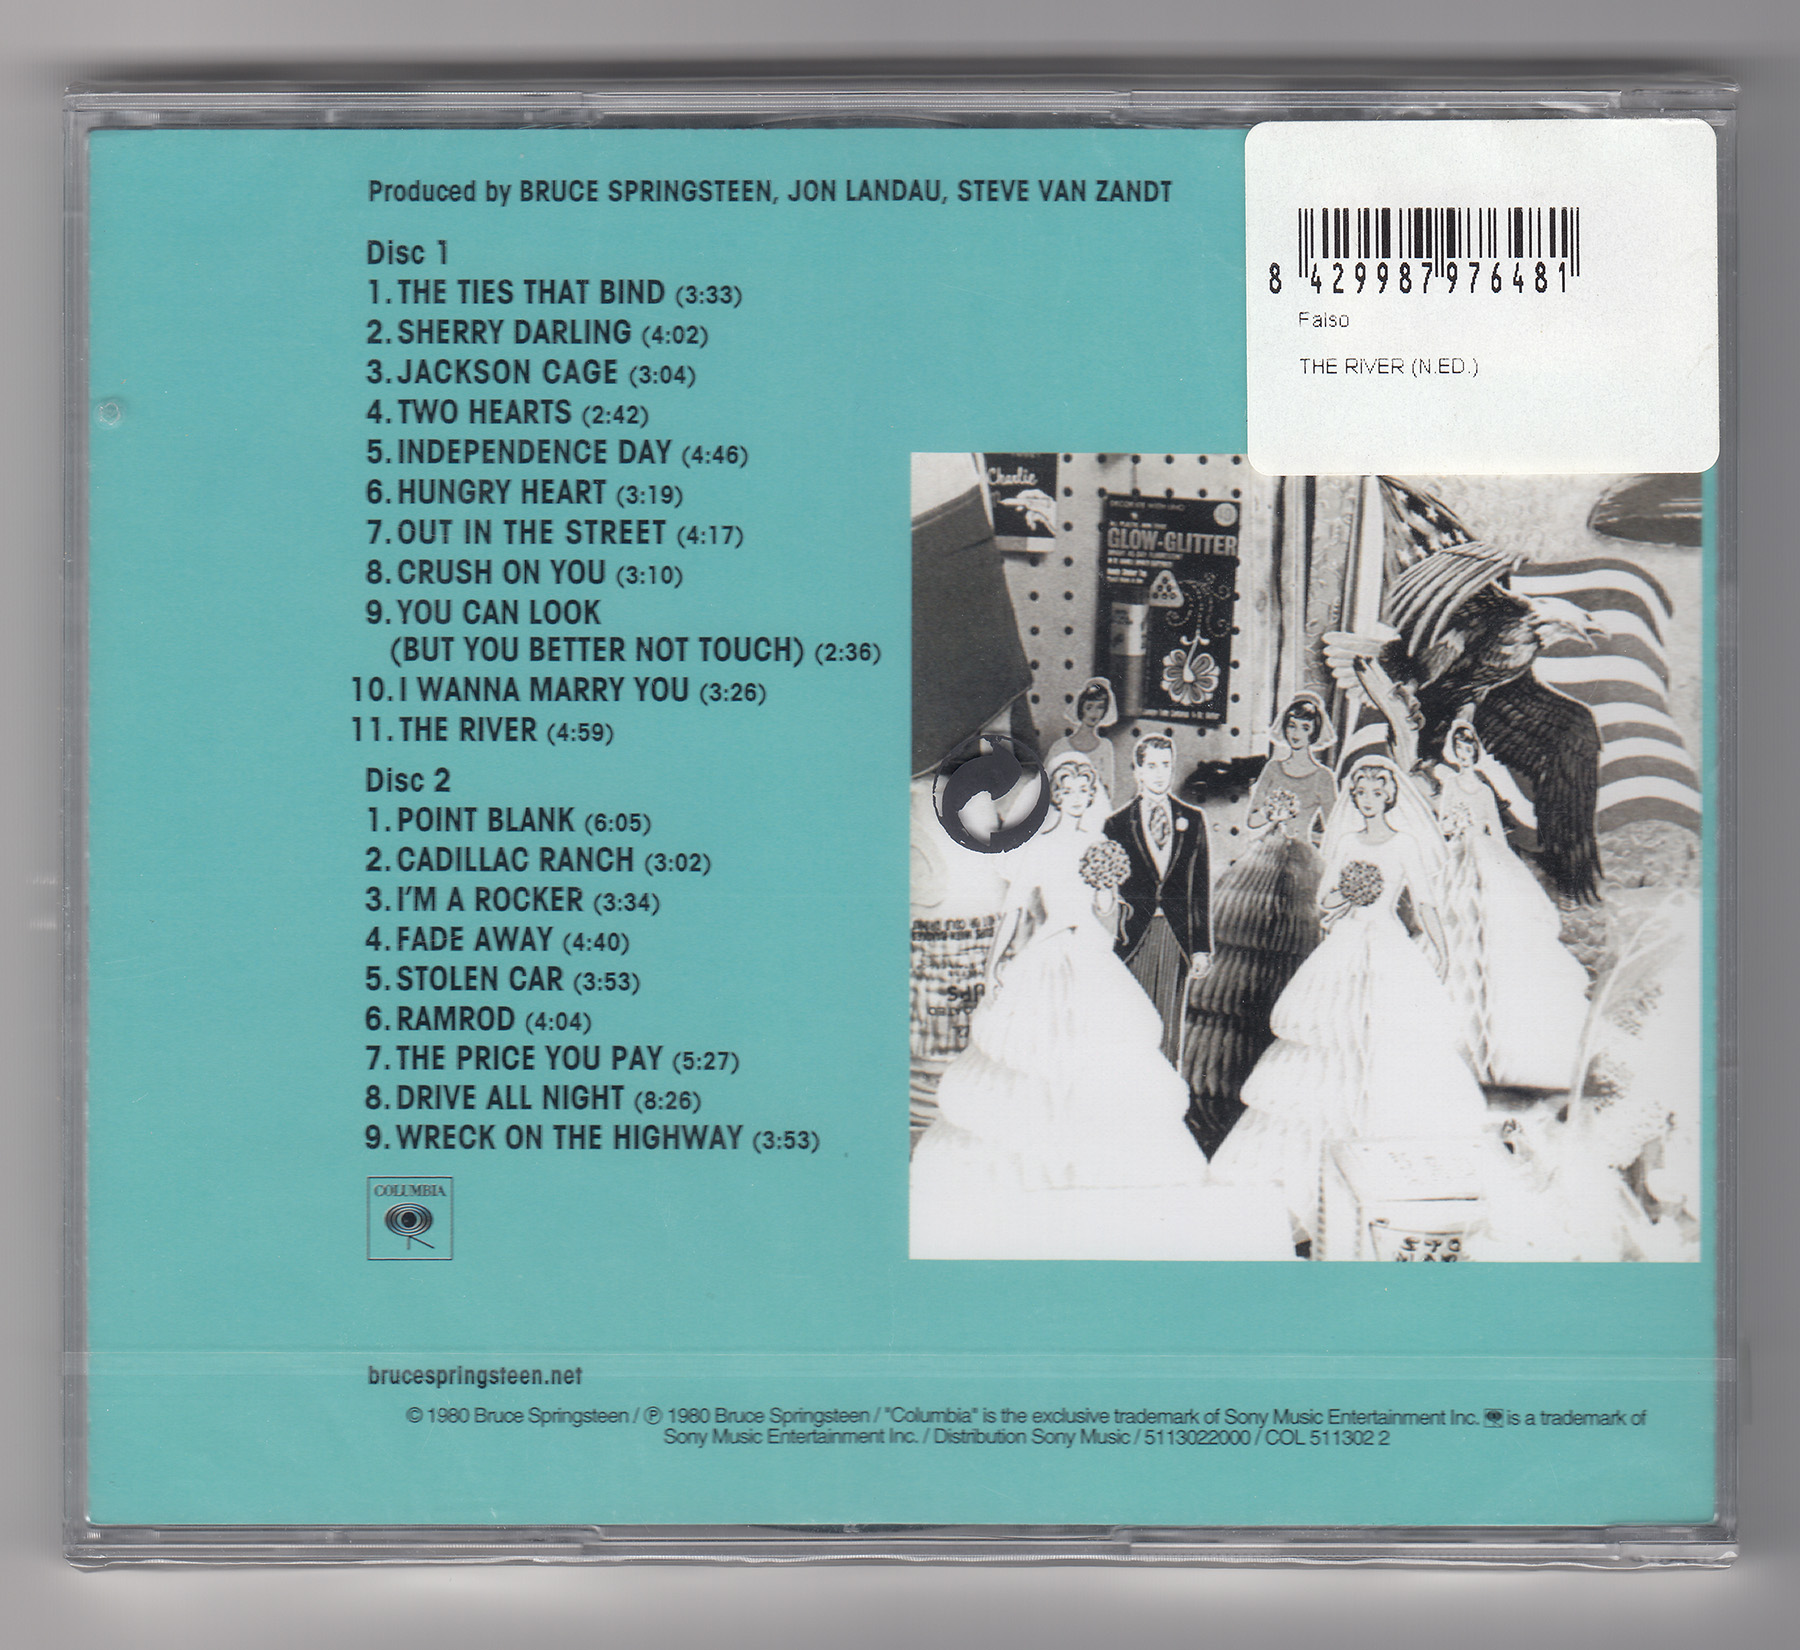 Produced by BRUCE SPRINGSTEEN, JON LANDAU, STEVE VAN ZANDT
Disc 1
1. THE TIES THAT BIND (3:33)
2. SHERRY DARLING (4:02)
3. JACKSON CAGE (3:04)
4. TWO HEARTS (2:42)
5. INDEPENDENCE DAY (4:46)
6. HUNGRY HEART (3:19)
7. OUT IN THE STREET (4:17)
8. CRUSH ON YOU (3:10)
9. YOU CAN LOOK
(BUT YOU BETTER NOT TOUCH) (2:36)
10. I WANNA MARRY YOU (3:26)
11. THE RIVER (4:59)
Disc 2
1. POINT BLANK (6:05)
2. CADILLAC RANCH (3:02)
3. I'M A ROCKER (3:34)
4. FADE AWAY (4:40)
5. STOLEN CAR (3:53)
6. RAMROD (4:04)
7. THE PRICE YOU PAY (5:27)
8. DRIVE ALL NIGHT (8:26)
9. WRECK ON THE HIGHWAY (3:53)
COLUMBIA
8 429987 976481
Falso
THE RIVER (N.ED.)
Charlie
GLOW-GLITTER
brucespringsteen.net
© 1980 Bruce Springsteen / ℗ 1980 Bruce Springsteen / "Columbia" is the exclusive trademark of Sony Music Entertainment Inc. is a trademark of
Sony Music Entertainment Inc. / Distribution Sony Music / 5113022000 / COL 511302 2